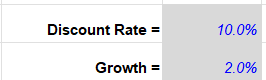 Discount Rate = 10.0%
Growth = 2.0%